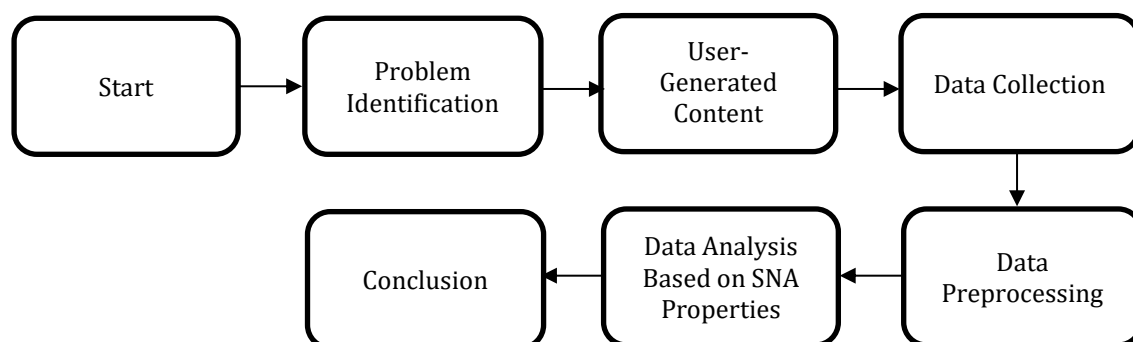 Start
Problem
Identification
User-
Generated
Content
Data Collection
Data
Preprocessing
Data Analysis
Based on SNA
Properties
Conclusion